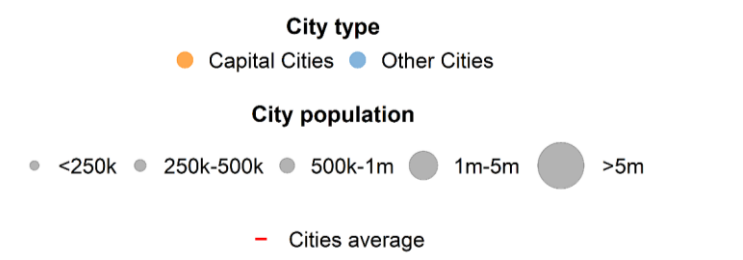 City type
Capital Cities Other Cities
City population
<250k 250k-500k 500k-1m 1m-5m >5m
Cities average